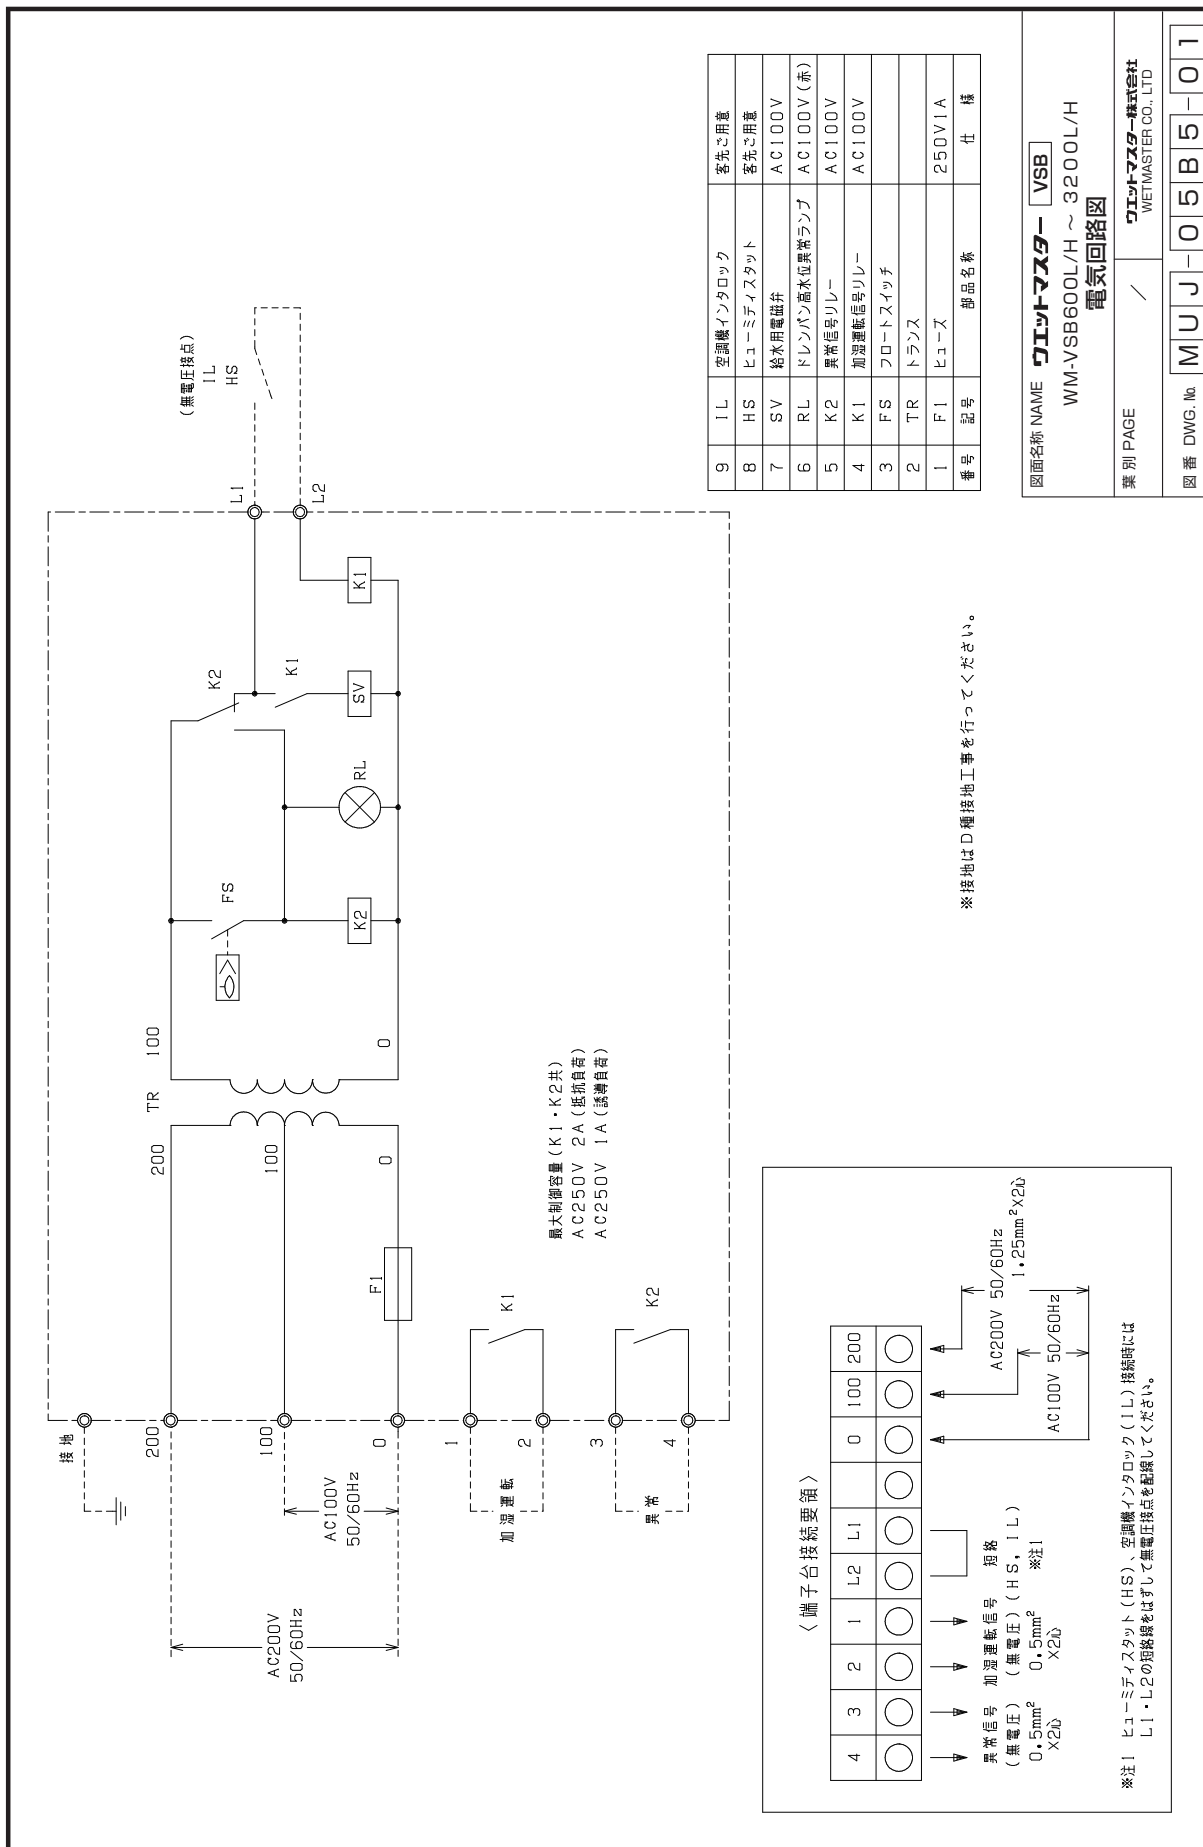 接地
200
100
0
1
2
3
4
AC200V
50/60Hz
AC100V
50/60Hz
加湿運転
異常
200
100
0
F1
TR
100
0
K1
K2
FS
K2
RL
K2
K1
SV
K1
L1
L2
(無電圧接点)
IL
HS
最大制御容量(K1・K2共)
AC250V 2A(抵抗負荷)
AC250V 1A(誘導負荷)
※接地はD種接地工事を行ってください。
〈端子台接続要領〉
4 3 2 1 L2 L1 0 100 200
異常信号
(無電圧)
0.5mm²
×2心
加湿運転信号
(無電圧)
0.5mm²
×2心
短絡
(HS, IL)
※注1
AC100V 50/60Hz
AC200V 50/60Hz
1.25mm²×2心
※注1 ヒューミディスタット(HS)、空調機インタロック(IL)接続時には
L1・L2の短絡線をはずして無電圧接点を配線してください。
9 IL 空調機インタロック 客先ご用意
8 HS ヒューミディスタット 客先ご用意
7 SV 給水用電磁弁 AC100V
6 RL ドレンパン高水位異常ランプ AC100V(赤)
5 K2 異常信号リレー AC100V
4 K1 加湿運転信号リレー AC100V
3 FS フロートスイッチ
2 TR トランス
1 F1 ヒューズ 250V1A
番号 記号 部品名称 仕様
図面名称 NAME ウエットマスター VSB
WM-VSB600L/H ~ 3200L/H
電気回路図
葉別 PAGE /
ウエットマスター株式会社
WETMASTER CO., LTD
図番 DWG. № MUJ-05B5-01